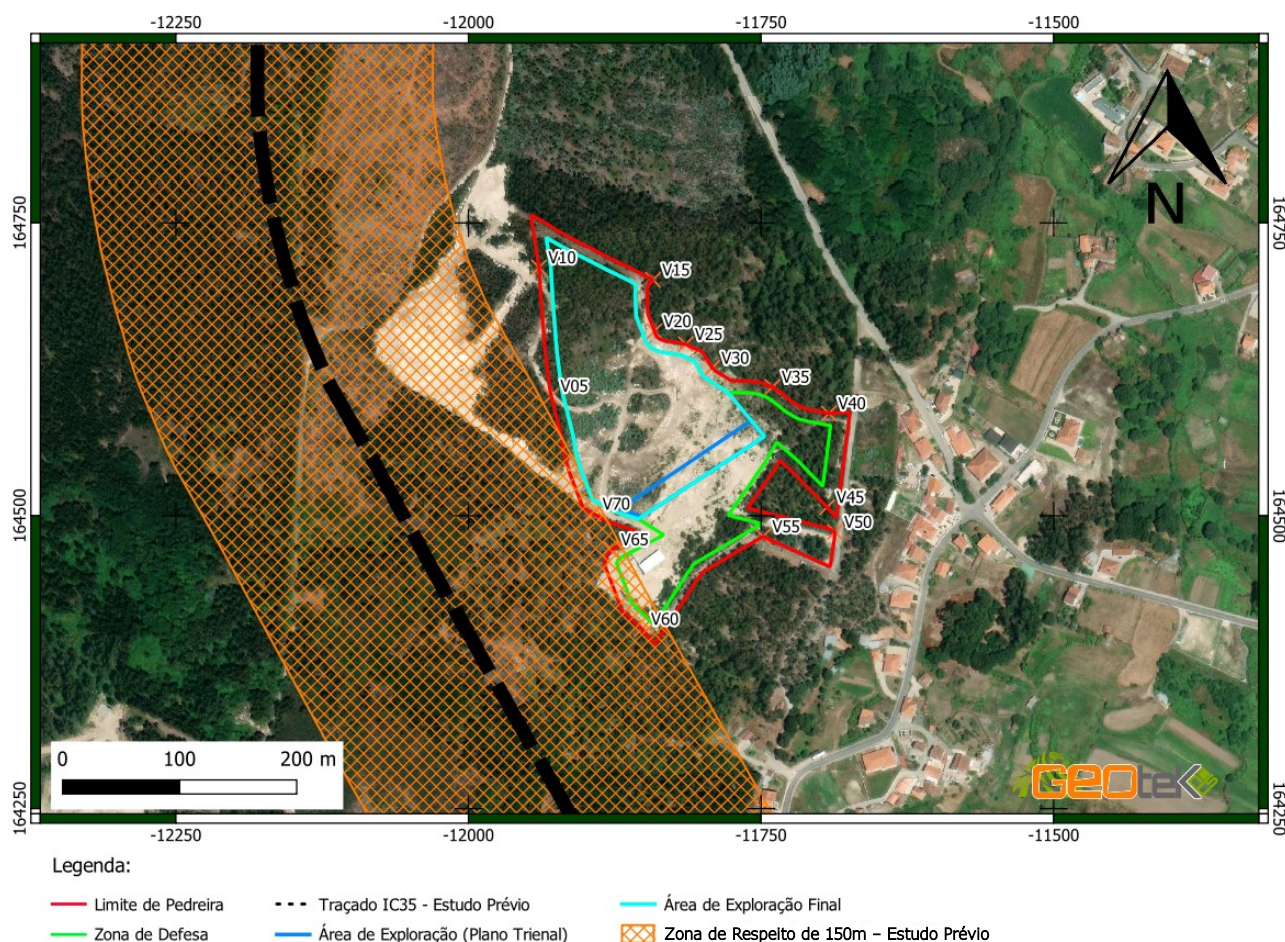 -12250 -12000 -11750 -11500
164750 164750
164500 164500
164250 164250
N
V10
V15
V20
V25
V30
V05
V35
V40
V70
V45
V50
V55
V65
V60
0 100 200 m
GEOtek
-12250 -12000 -11750 -11500
Legenda:
Limite de Pedreira
Traçado IC35 - Estudo Prévio
Área de Exploração Final
Zona de Defesa
Área de Exploração (Plano Trienal)
Zona de Respeito de 150m – Estudo Prévio